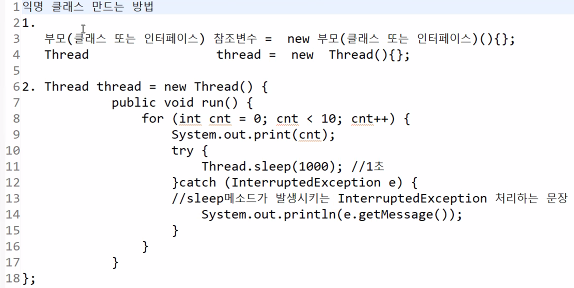 1 익명 클래스 만드는 방법
2 1.
3 부모(클래스 또는 인터페이스) 참조변수 = new 부모(클래스 또는 인터페이스)(){};
4 Thread thread = new Thread(){};
5
6 2. Thread thread = new Thread() {
7 public void run() {
8 for (int cnt = 0; cnt < 10; cnt++) {
9 System.out.print(cnt);
10 try {
11 Thread.sleep(1000); //1초
12 }catch (InterruptedException e) {
13 //sleep메소드가 발생시키는 InterruptedException 처리하는 문장
14 System.out.println(e.getMessage());
15 }
16 }
17 }
18 };